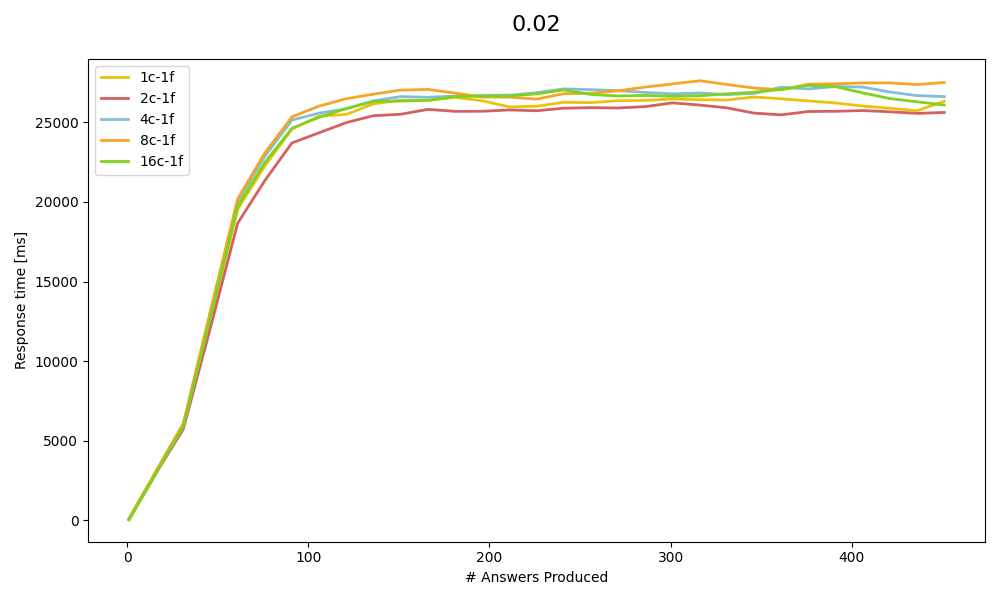 0.02
1c-1f
2c-1f
4c-1f
8c-1f
16c-1f
Response time [ms]
25000
20000
15000
10000
5000
0
0 100 200 300 400
# Answers Produced